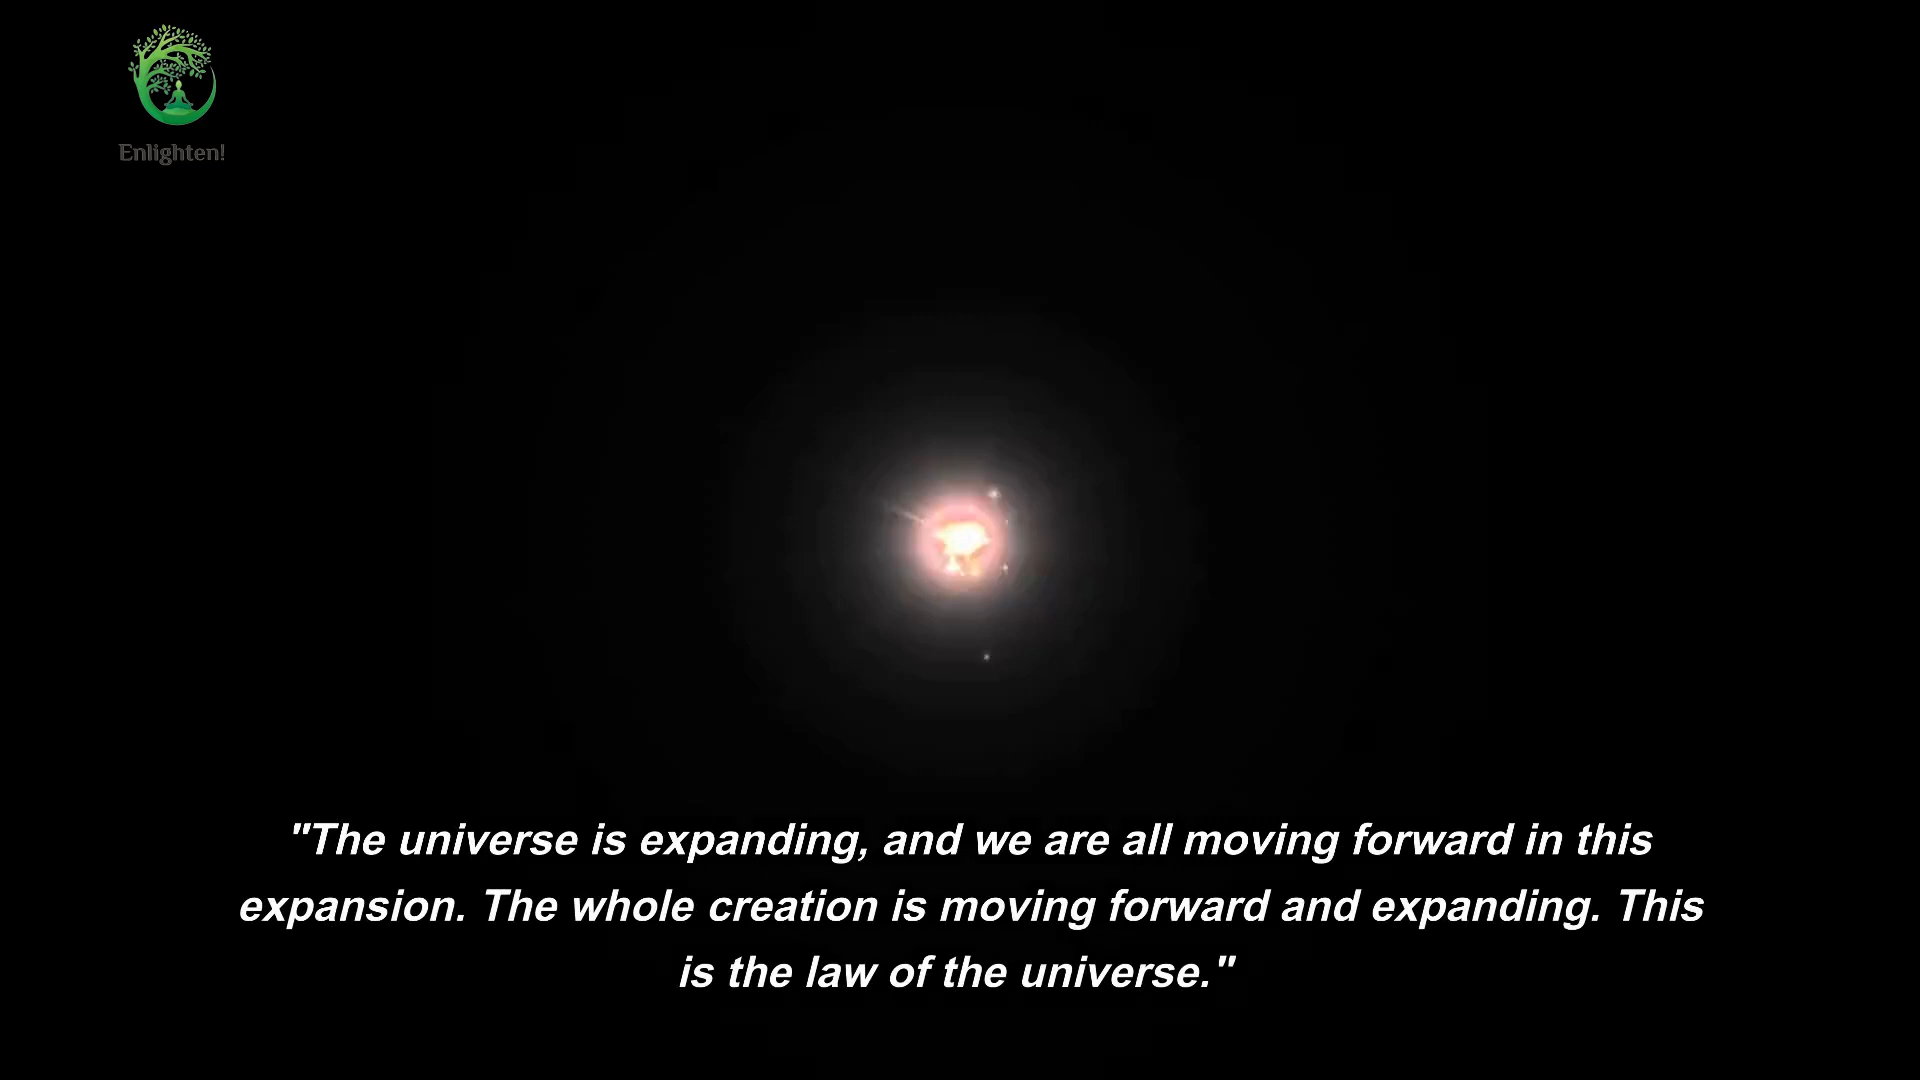 Enlighten!
"The universe is expanding, and we are all moving forward in this
expansion. The whole creation is moving forward and expanding. This
is the law of the universe."